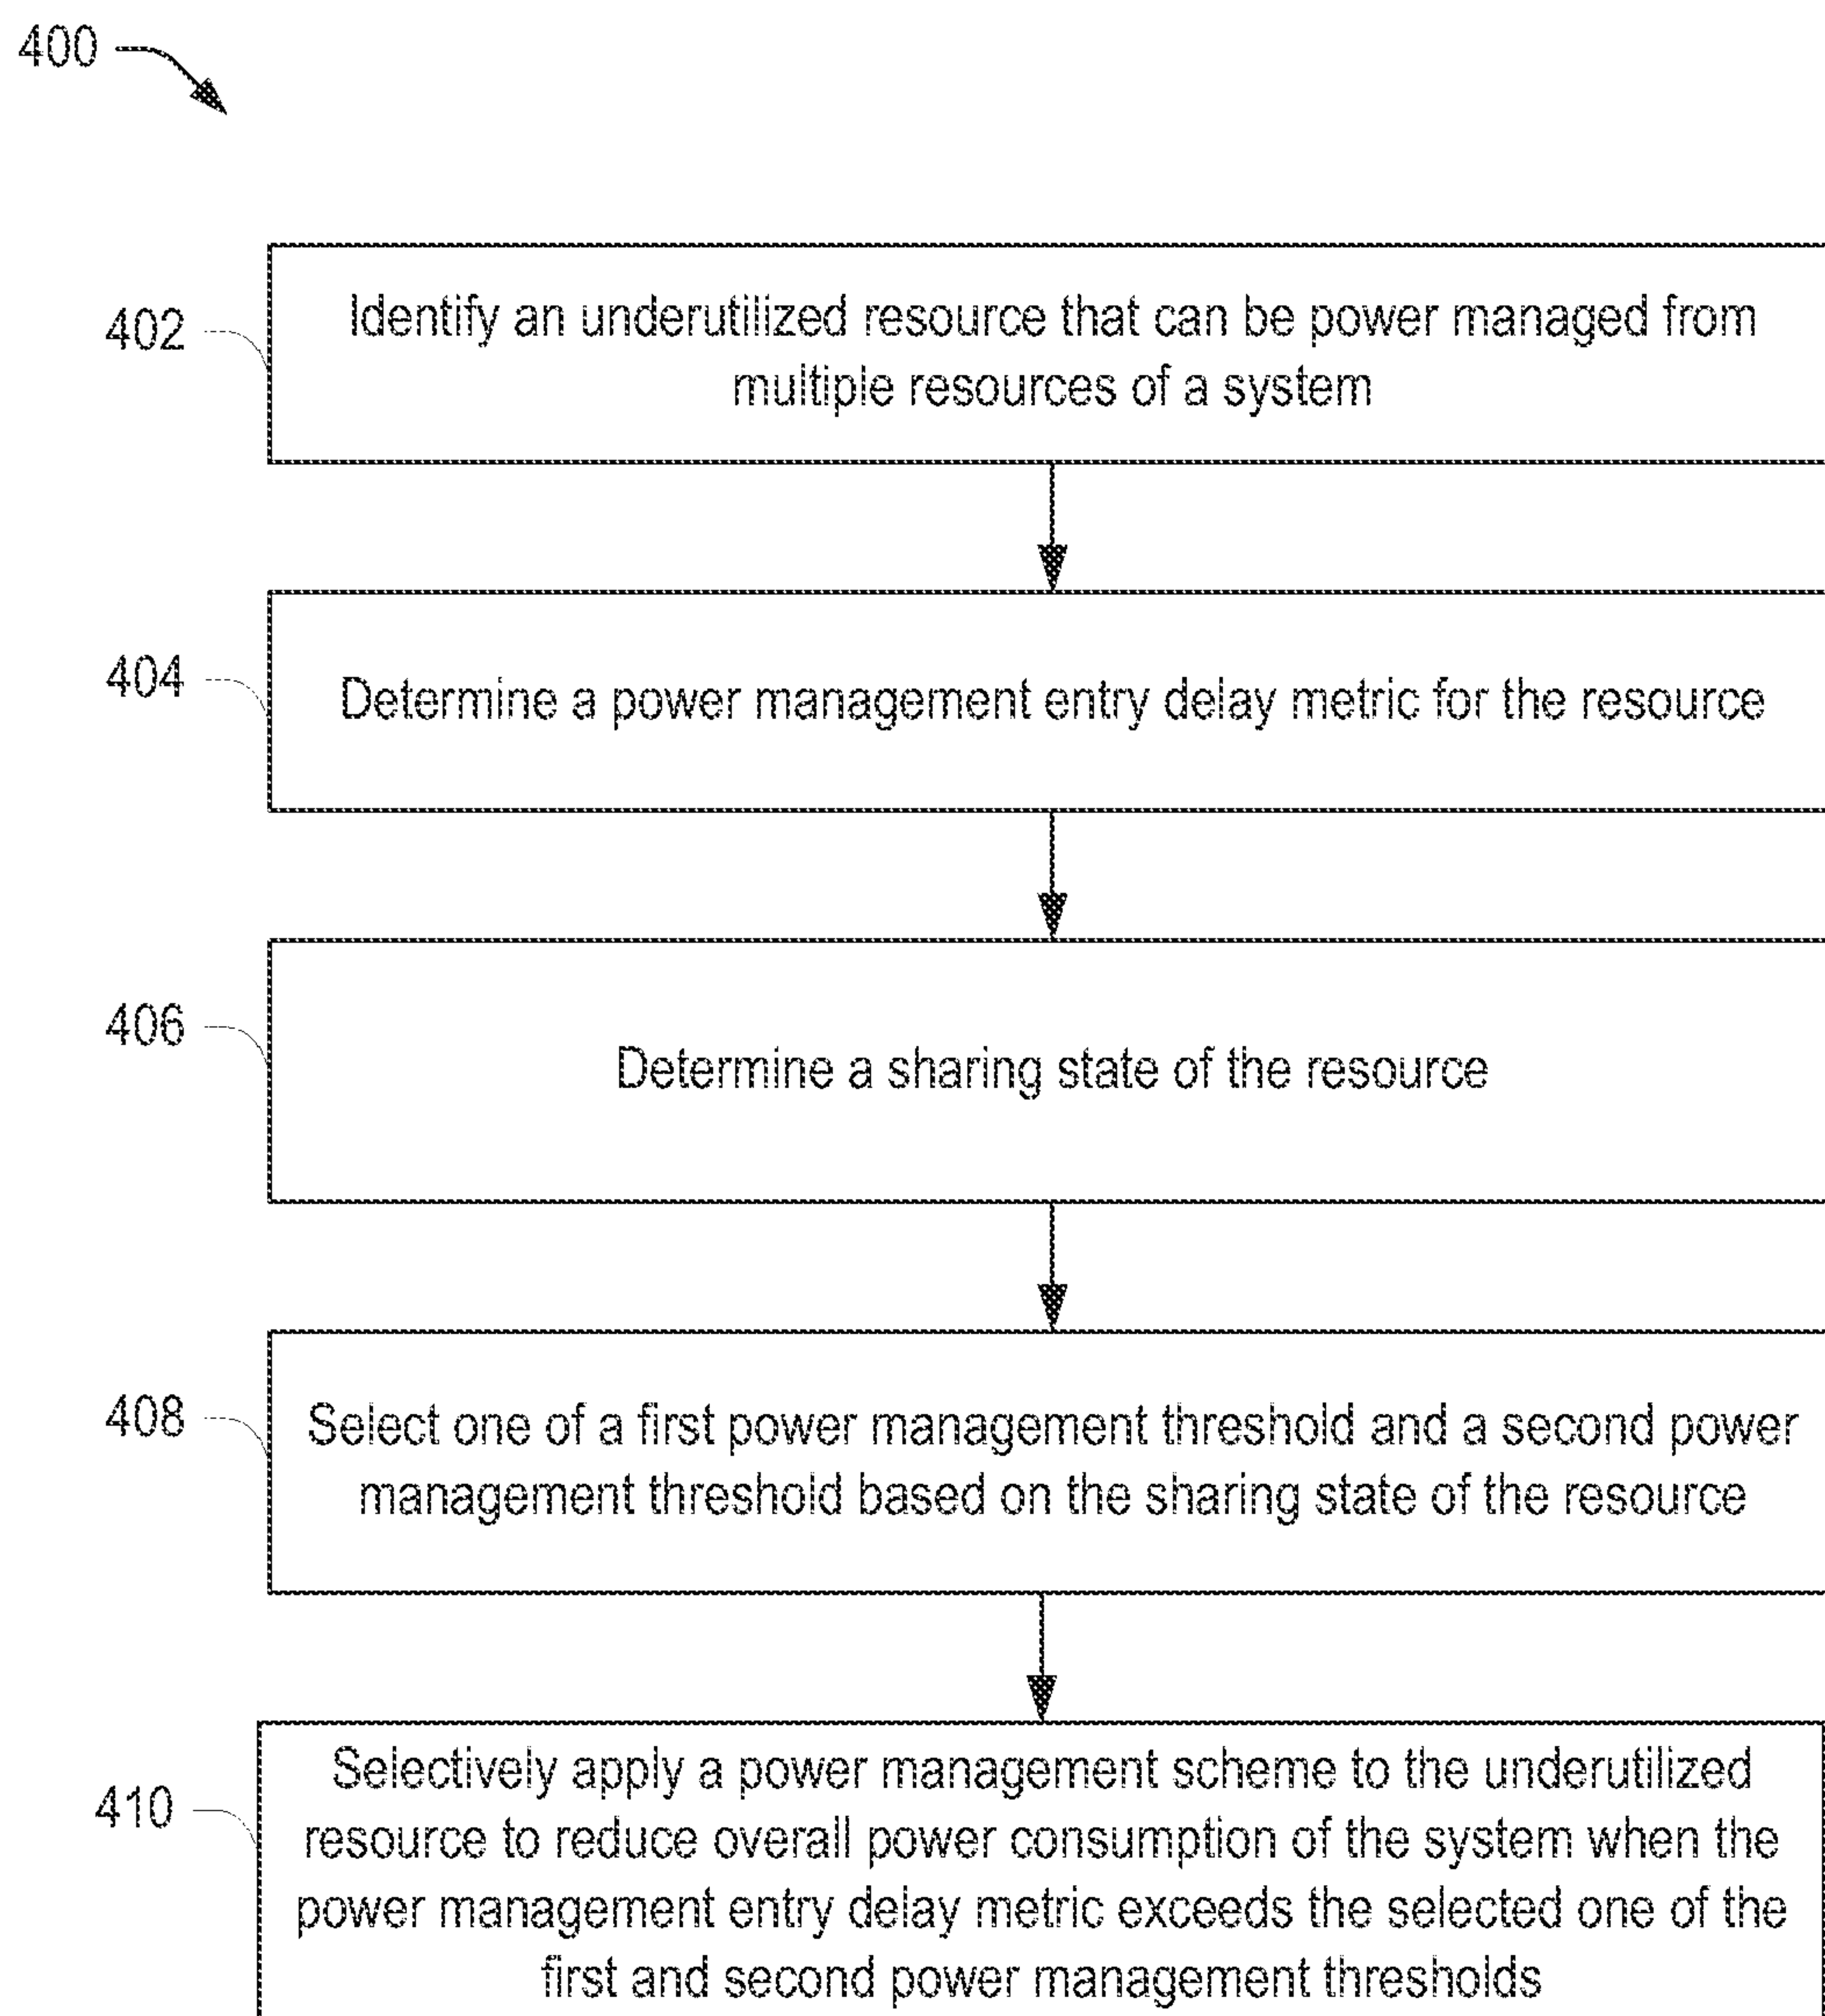 400
402
Identify an underutilized resource that can be power managed from
multiple resources of a system
404
Determine a power management entry delay metric for the resource
406
Determine a sharing state of the resource
408
Select one of a first power management threshold and a second power
management threshold based on the sharing state of the resource
410
Selectively apply a power management scheme to the underutilized
resource to reduce overall power consumption of the system when the
power management entry delay metric exceeds the selected one of the
first and second power management thresholds